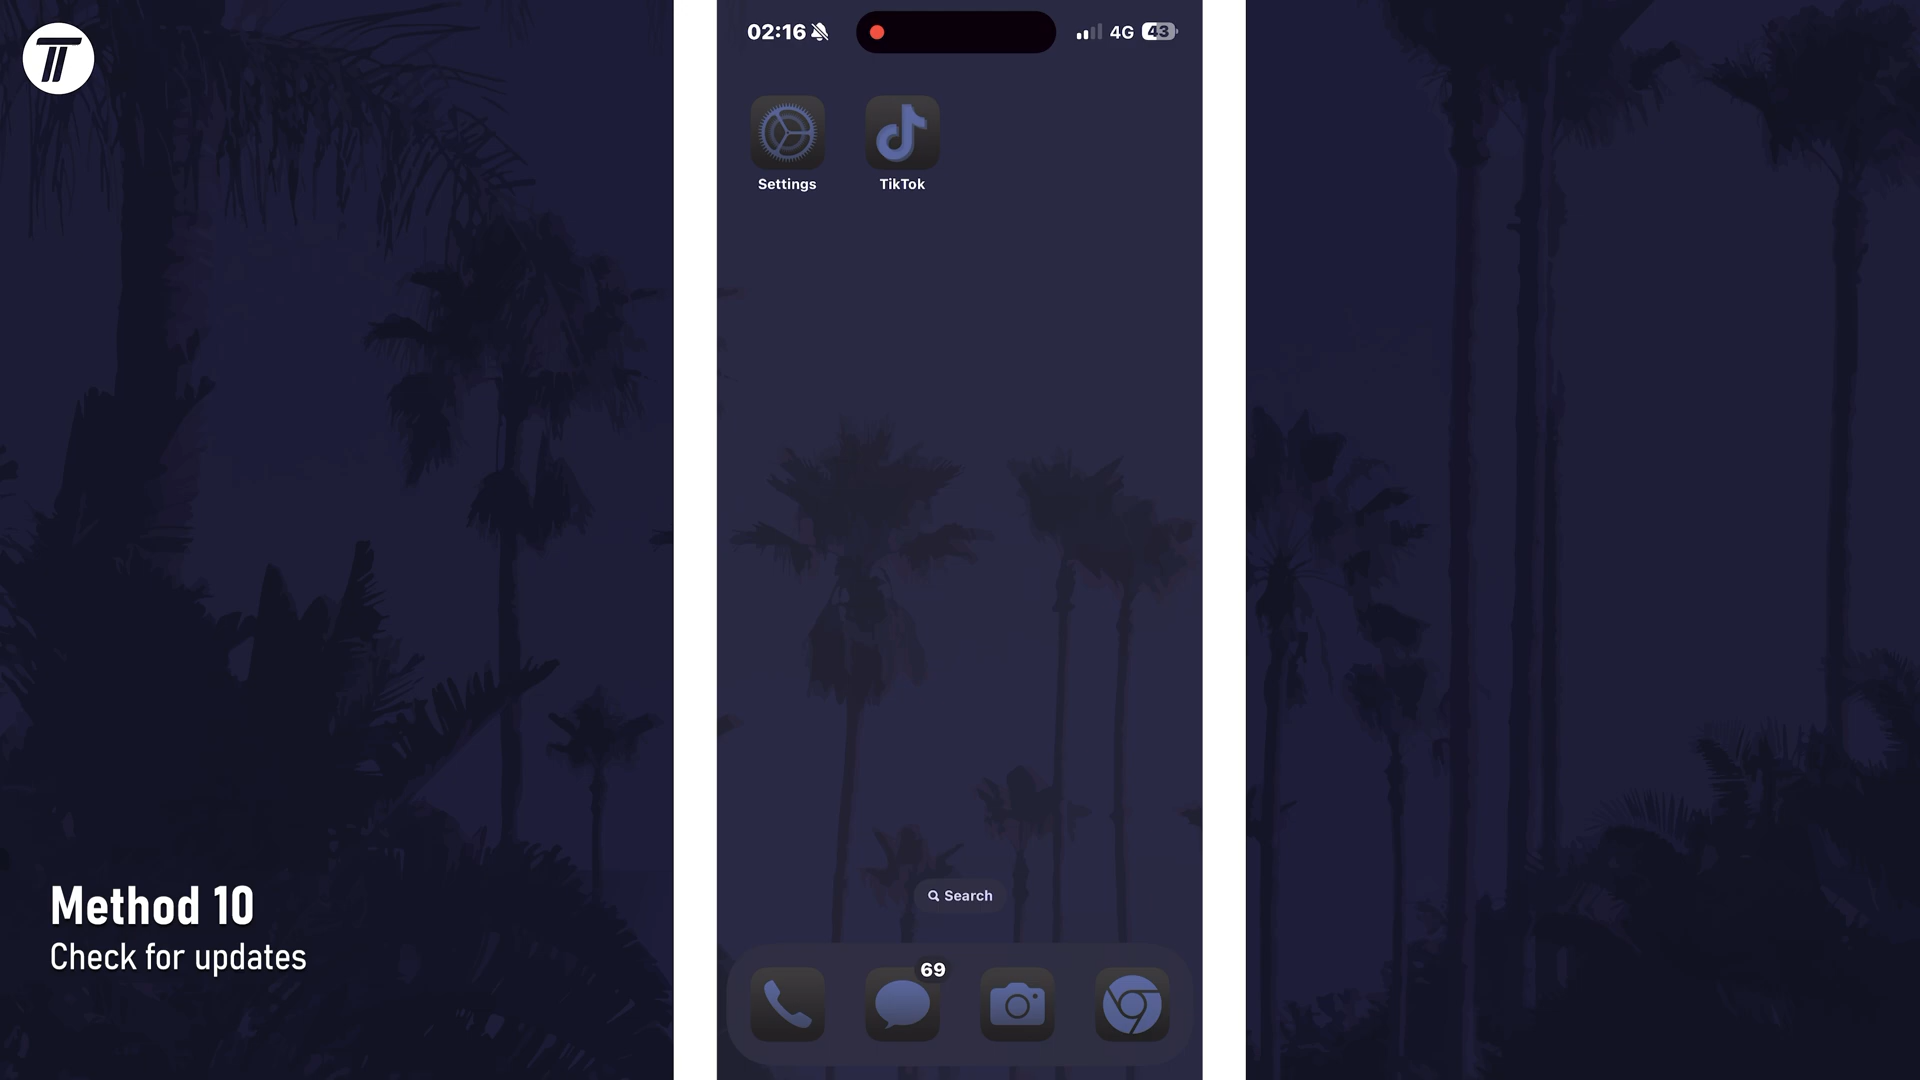 02:16
4G
43
Settings
TikTok
Search
69
Method 10
Check for updates